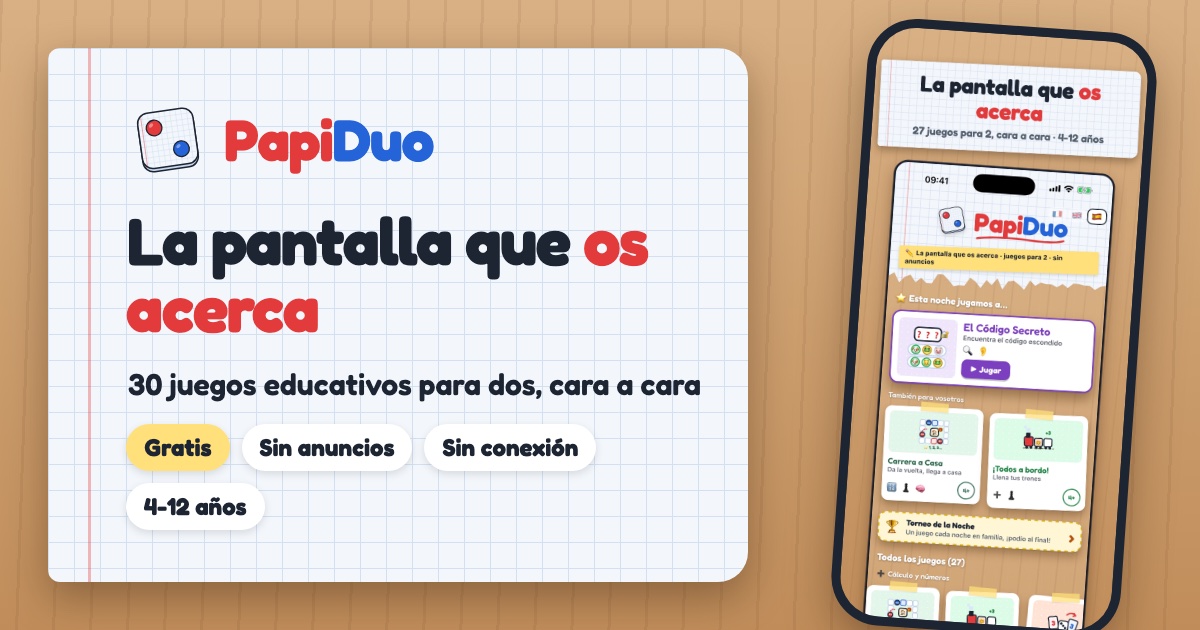 PapiDuo
La pantalla que os
acerca
30 juegos educativos para dos, cara a cara
Gratis
Sin anuncios
Sin conexión
4-12 años
La pantalla que os
acerca
27 juegos para 2, cara a cara · 4-12 años
09:41
PapiDuo
La pantalla que os acerca · juegos para 2 · sin
anuncios
Esta noche jugamos a...
? ? ?
El Código Secreto
Encuentra el código escondido
Jugar
También para vosotros
Carrera a Casa
Da la vuelta, llega a casa
¡Todos a bordo!
Llena tus trenes
Torneo de la Noche
Un juego cada noche en familia, ¡podio al final!
Todos los juegos (27)
Cálculo y números